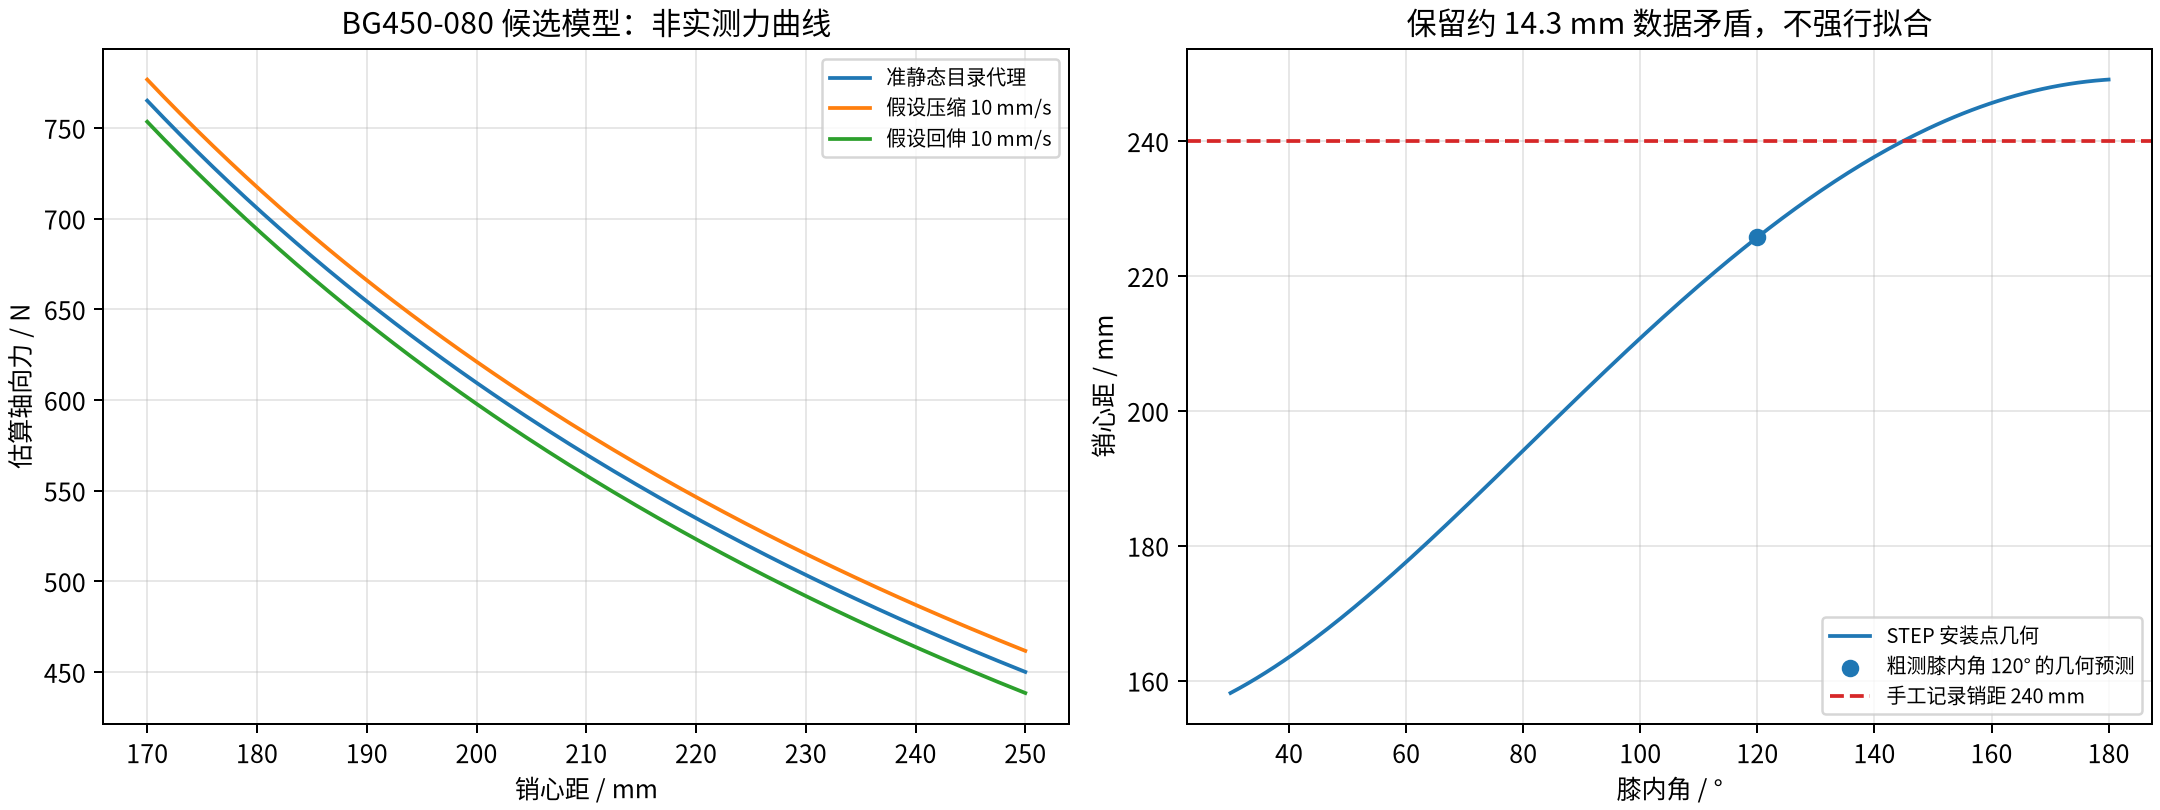 BG450-080 候选模型：非实测力曲线
准静态目录代理
假设压缩 10 mm/s
假设回伸 10 mm/s
估算轴向力 / N
750
700
650
600
550
500
450
170 180 190 200 210 220 230 240 250
销心距 / mm
保留约 14.3 mm 数据矛盾，不强行拟合
销心距 / mm
240
220
200
180
160
STEP 安装点几何
粗测膝内角 120° 的几何预测
手工记录销距 240 mm
40 60 80 100 120 140 160 180
膝内角 / °